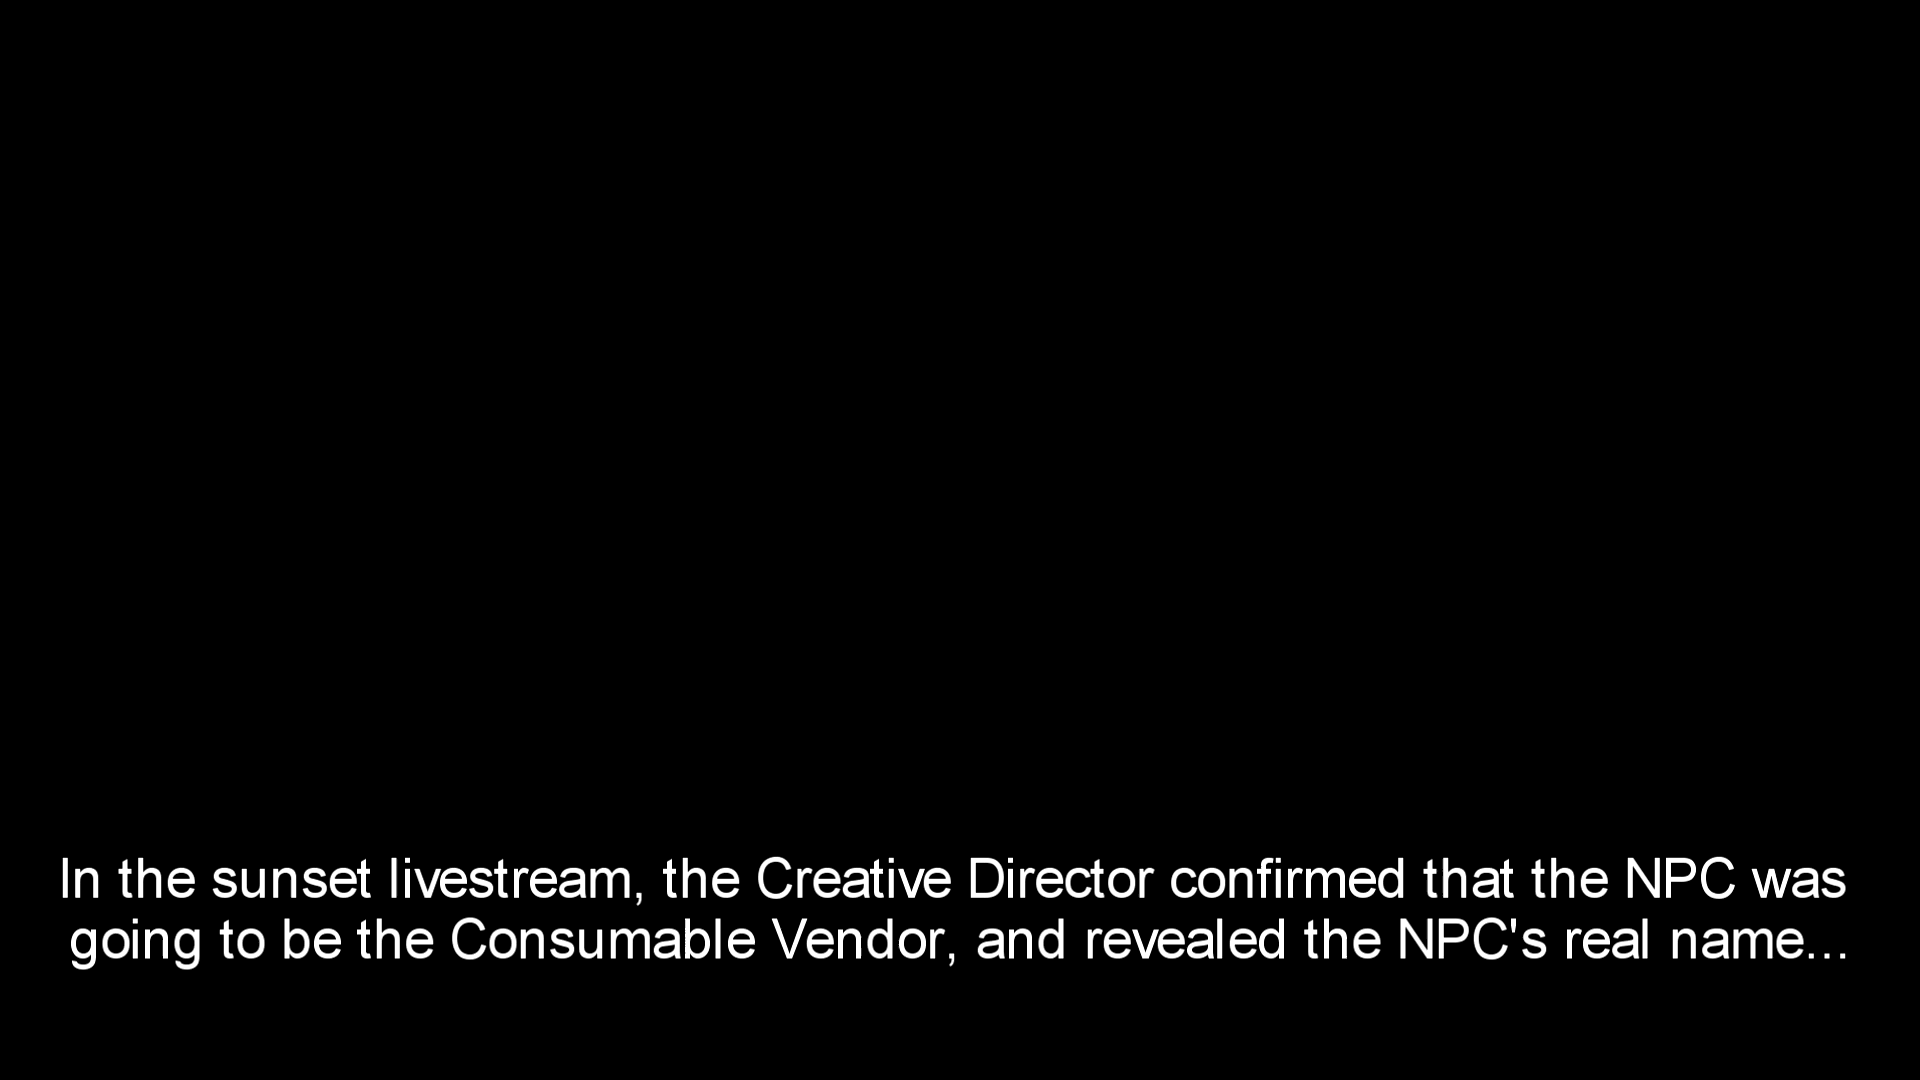 In the sunset livestream, the Creative Director confirmed that the NPC was
going to be the Consumable Vendor, and revealed the NPC's real name...